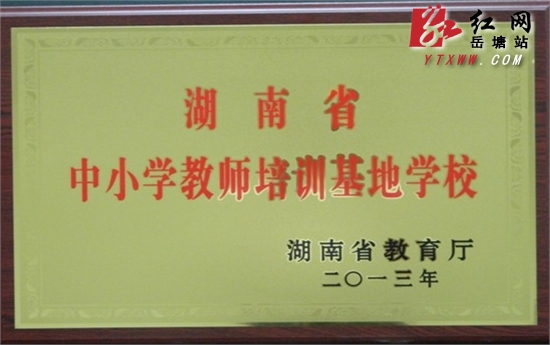 红网
岳塘站
YTXWW.COM
湖南省
中小学教师培训基地学校
湖南省教育厅
二〇一三年